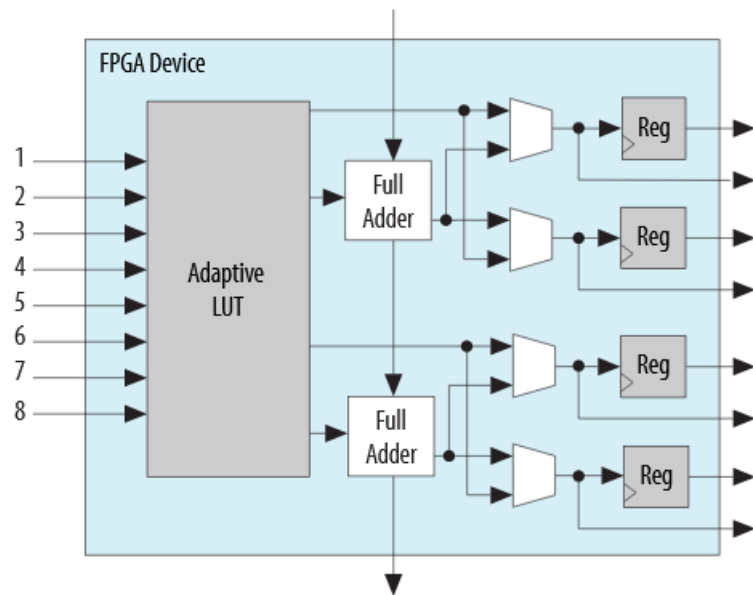 FPGA Device
1
2
3
4
5
6
7
8
Adaptive
LUT
Full
Adder
Full
Adder
Reg
Reg
Reg
Reg